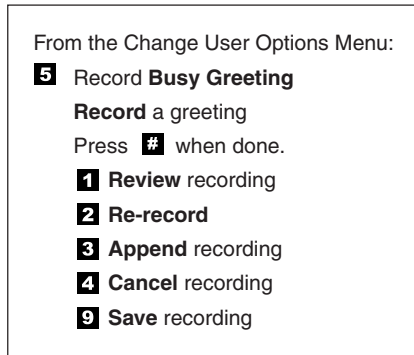 From the Change User Options Menu:
5 Record Busy Greeting
Record a greeting
Press # when done.
1 Review recording
2 Re-record
3 Append recording
4 Cancel recording
9 Save recording